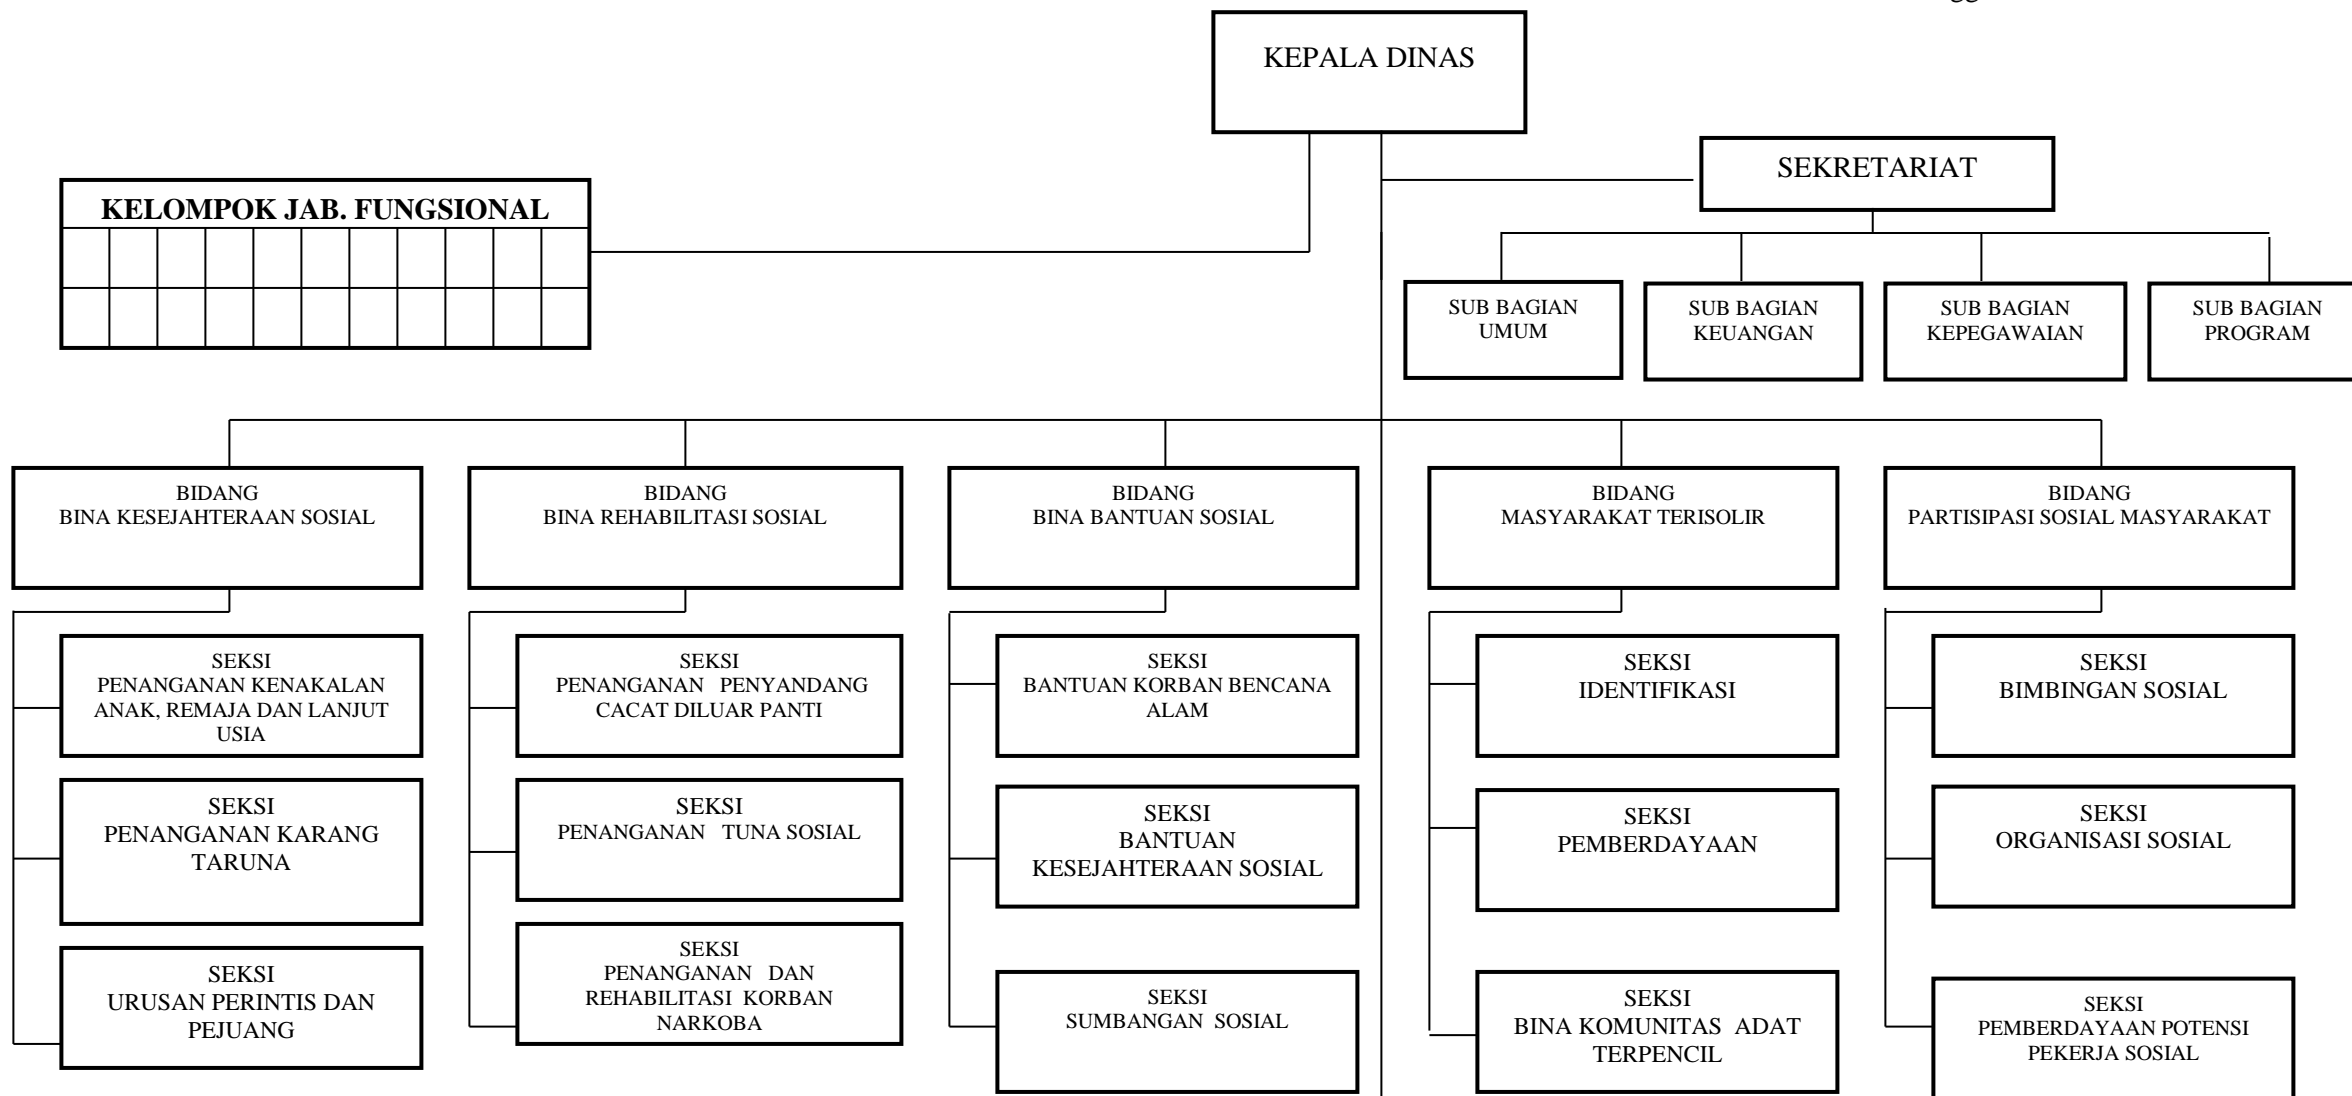 KEPALA DINAS
SEKRETARIAT
KELOMPOK JAB. FUNGSIONAL
SUB BAGIAN
UMUM
SUB BAGIAN
KEUANGAN
SUB BAGIAN
KEPEGAWAIAN
SUB BAGIAN
PROGRAM
BIDANG
BINA KESEJAHTERAAN SOSIAL
BIDANG
BINA REHABILITASI SOSIAL
BIDANG
BINA BANTUAN SOSIAL
BIDANG
MASYARAKAT TERISOLIR
BIDANG
PARTISIPASI SOSIAL MASYARAKAT
SEKSI
PENANGANAN KENAKALAN
ANAK, REMAJA DAN LANJUT
USIA
SEKSI
PENANGANAN PENYANDANG
CACAT DILUAR PANTI
SEKSI
BANTUAN KORBAN BENCANA
ALAM
SEKSI
IDENTIFIKASI
SEKSI
BIMBINGAN SOSIAL
SEKSI
PENANGANAN KARANG
TARUNA
SEKSI
PENANGANAN TUNA SOSIAL
SEKSI
BANTUAN
KESEJAHTERAAN SOSIAL
SEKSI
PEMBERDAYAAN
SEKSI
ORGANISASI SOSIAL
SEKSI
URUSAN PERINTIS DAN
PEJUANG
SEKSI
PENANGANAN DAN
REHABILITASI KORBAN
NARKOBA
SEKSI
SUMBANGAN SOSIAL
SEKSI
BINA KOMUNITAS ADAT
TERPENCIL
SEKSI
PEMBERDAYAAN POTENSI
PEKERJA SOSIAL